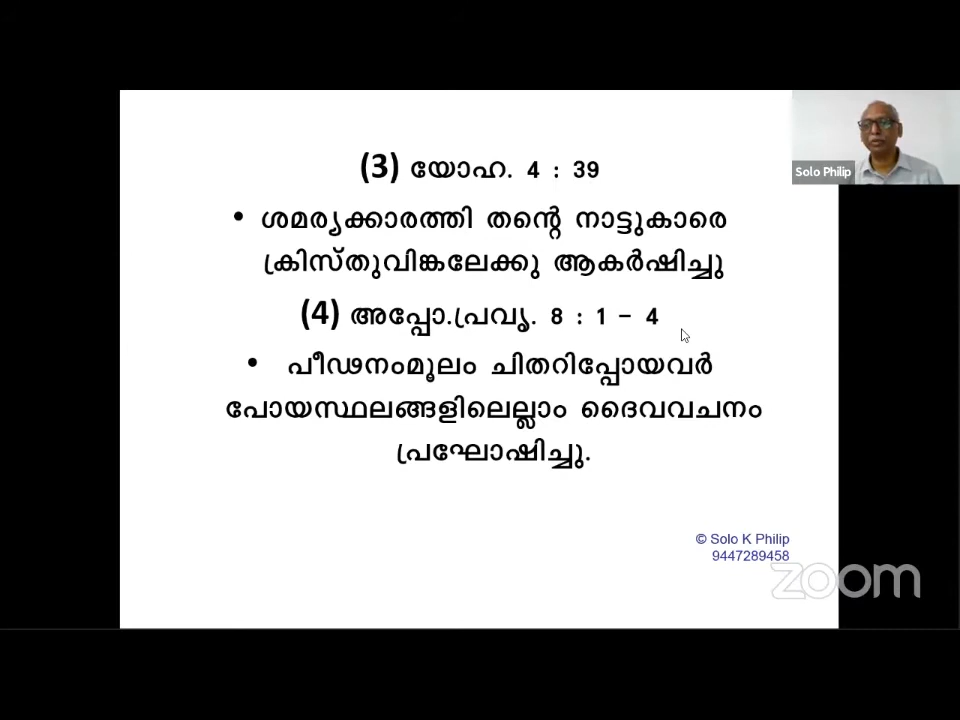 (3) യോഹ. 4 : 39
Solo Philip
• ശമര്യക്കാരത്തി തന്റെ നാട്ടുകാരെ
ക്രിസ്തുവിങ്കലേക്കു ആകർഷിച്ചു
(4) അപ്പോ.പ്രവൃ. 8 : 1 – 4
• പീഢനംമൂലം ചിതറിപ്പോയവർ
പോയസ്ഥലങ്ങളിലെല്ലാം ദൈവവചനം
പ്രഘോഷിച്ചു.
© Solo K Philip
9447289458
zoom